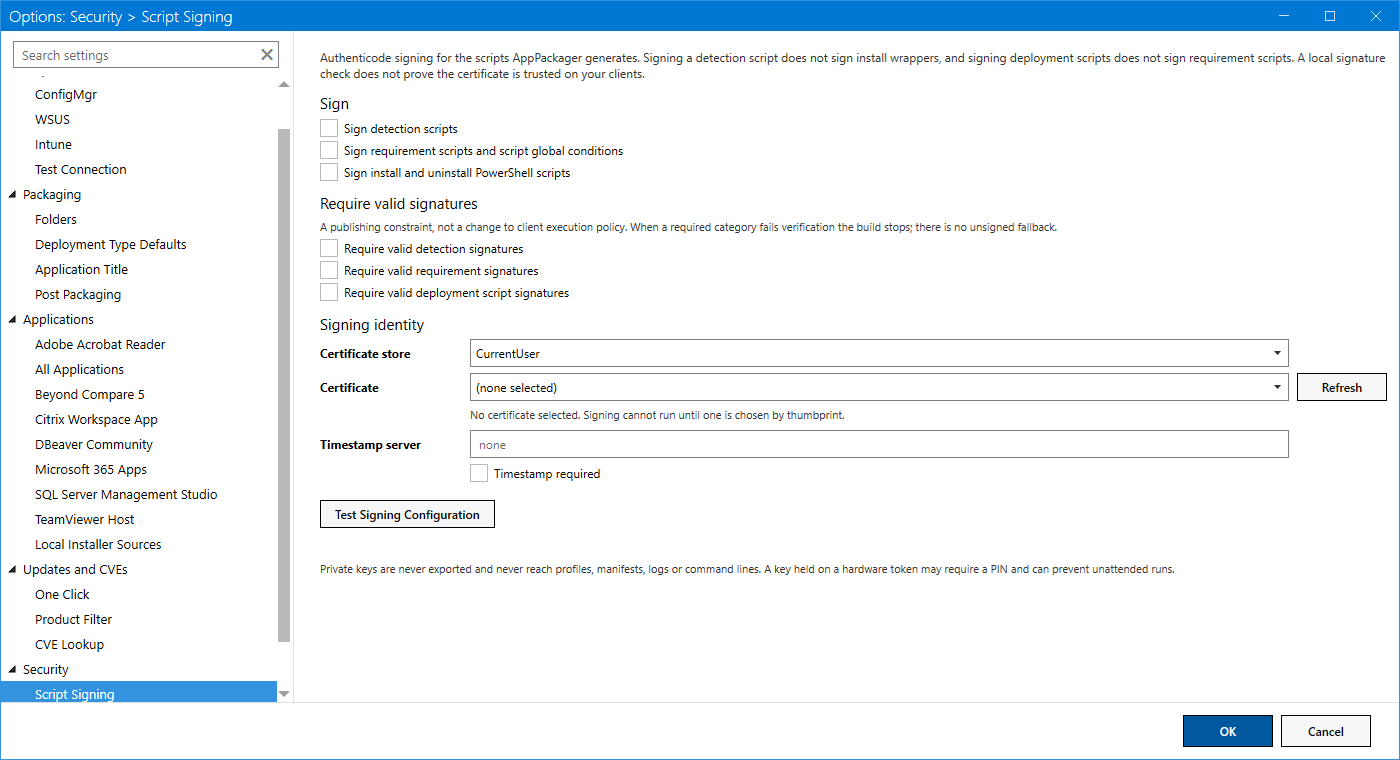 Options: Security > Script Signing
Search settings
ConfigMgr
WSUS
Intune
Test Connection
Packaging
Folders
Deployment Type Defaults
Application Title
Post Packaging
Applications
Adobe Acrobat Reader
All Applications
Beyond Compare 5
Citrix Workspace App
DBeaver Community
Microsoft 365 Apps
SQL Server Management Studio
TeamViewer Host
Local Installer Sources
Updates and CVEs
One Click
Product Filter
CVE Lookup
Security
Script Signing
Authenticode signing for the scripts AppPackager generates. Signing a detection script does not sign install wrappers, and signing deployment scripts does not sign requirement scripts. A local signature
check does not prove the certificate is trusted on your clients.
Sign
Sign detection scripts
Sign requirement scripts and script global conditions
Sign install and uninstall PowerShell scripts
Require valid signatures
A publishing constraint, not a change to client execution policy. When a required category fails verification the build stops; there is no unsigned fallback.
Require valid detection signatures
Require valid requirement signatures
Require valid deployment script signatures
Signing identity
Certificate store
CurrentUser
Certificate
(none selected)
Refresh
No certificate selected. Signing cannot run until one is chosen by thumbprint.
Timestamp server
none
Timestamp required
Test Signing Configuration
Private keys are never exported and never reach profiles, manifests, logs or command lines. A key held on a hardware token may require a PIN and can prevent unattended runs.
OK
Cancel